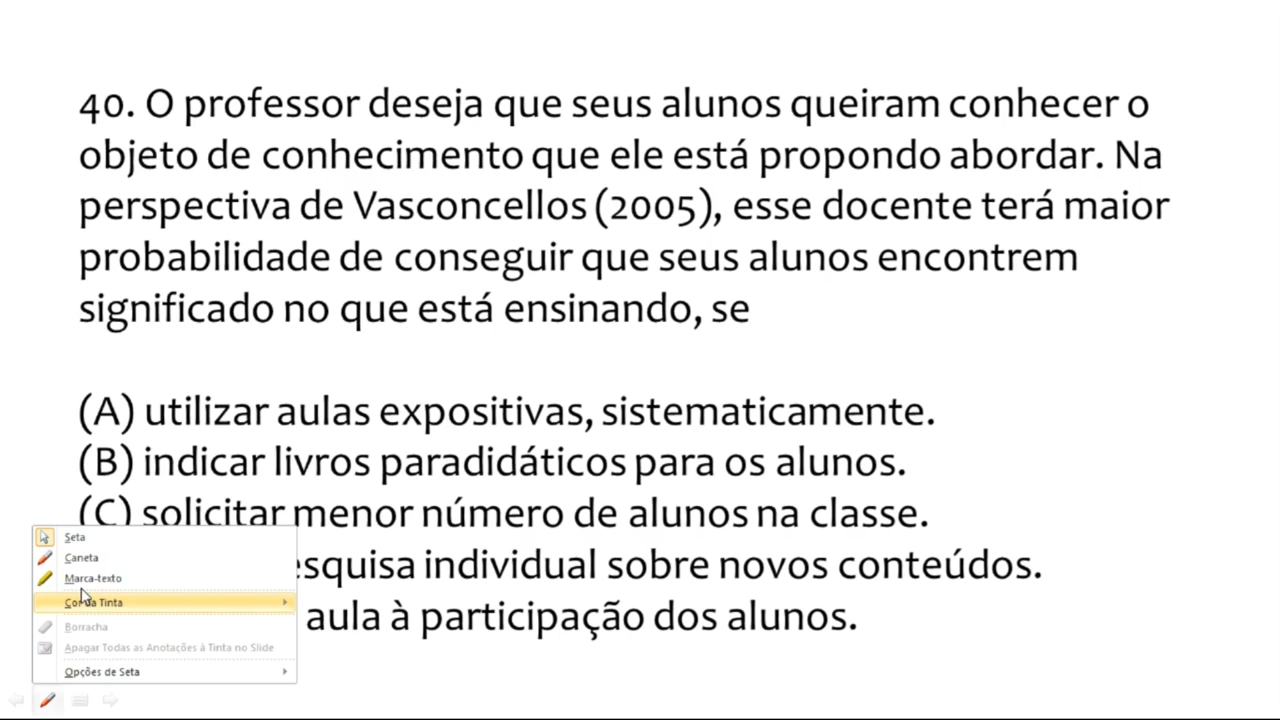 40. O professor deseja que seus alunos queiram conhecer o
objeto de conhecimento que ele está propondo abordar. Na
perspectiva de Vasconcellos (2005), esse docente terá maior
probabilidade de conseguir que seus alunos encontrem
significado no que está ensinando, se
(A) utilizar aulas expositivas, sistematicamente.
(B) indicar livros paradidáticos para os alunos.
(C) solicitar menor número de alunos na classe.
individual sobre novos conteúdos.
aula à participação dos alunos.
Seta
Caneta
Marca-texto
Cor da Tinta
Borracha
Apagar Todas as Anotações à Tinta no Slide
Opções de Seta